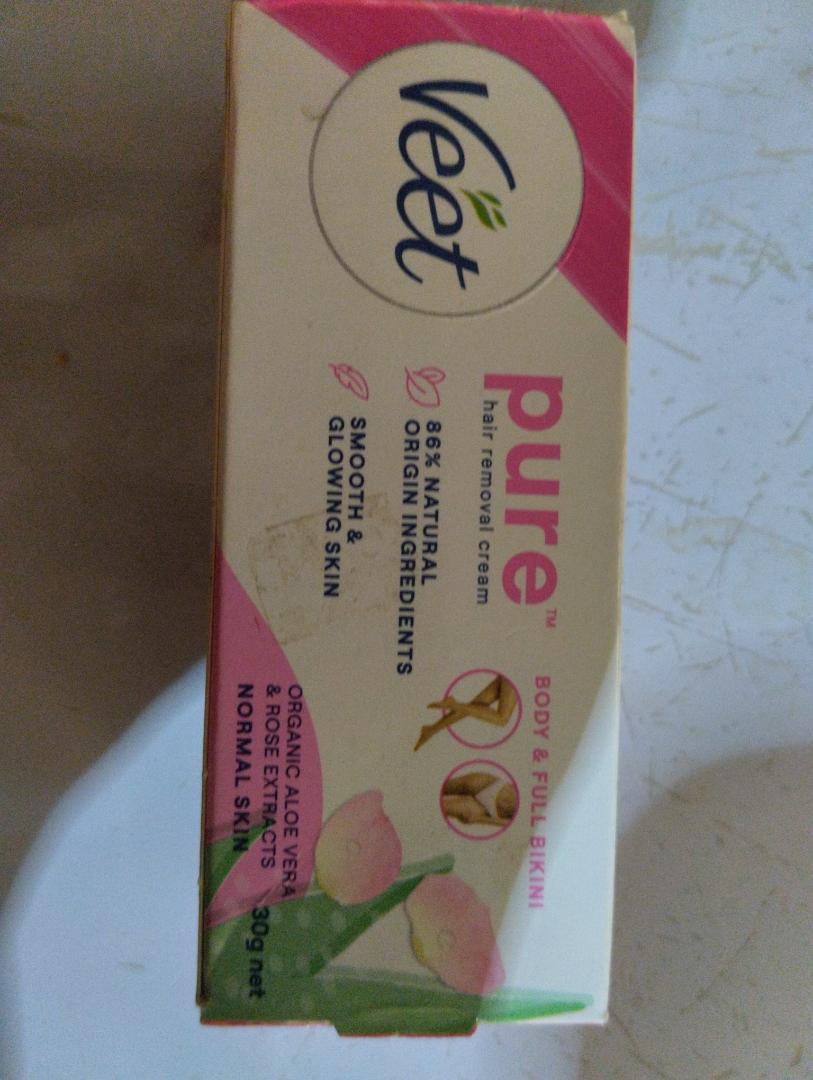 Veet
pure™
hair removal cream
86% NATURAL
ORIGIN INGREDIENTS
SMOOTH &
GLOWING SKIN
BODY & FULL BIKINI
ORGANIC ALOE VERA
& ROSE EXTRACTS
NORMAL SKIN
30g net